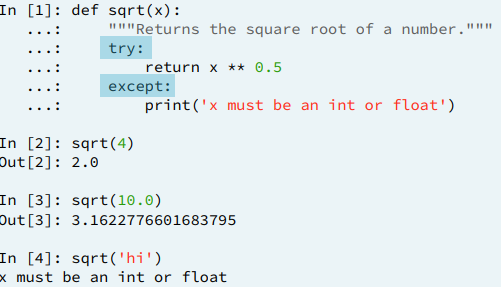 In [1]: def sqrt(x):
   ...:     """Returns the square root of a number."""
   ...:     try:
   ...:         return x ** 0.5
   ...:     except:
   ...:         print('x must be an int or float')
In [2]: sqrt(4)
Out[2]: 2.0
In [3]: sqrt(10.0)
Out[3]: 3.1622776601683795
In [4]: sqrt('hi')
x must be an int or float